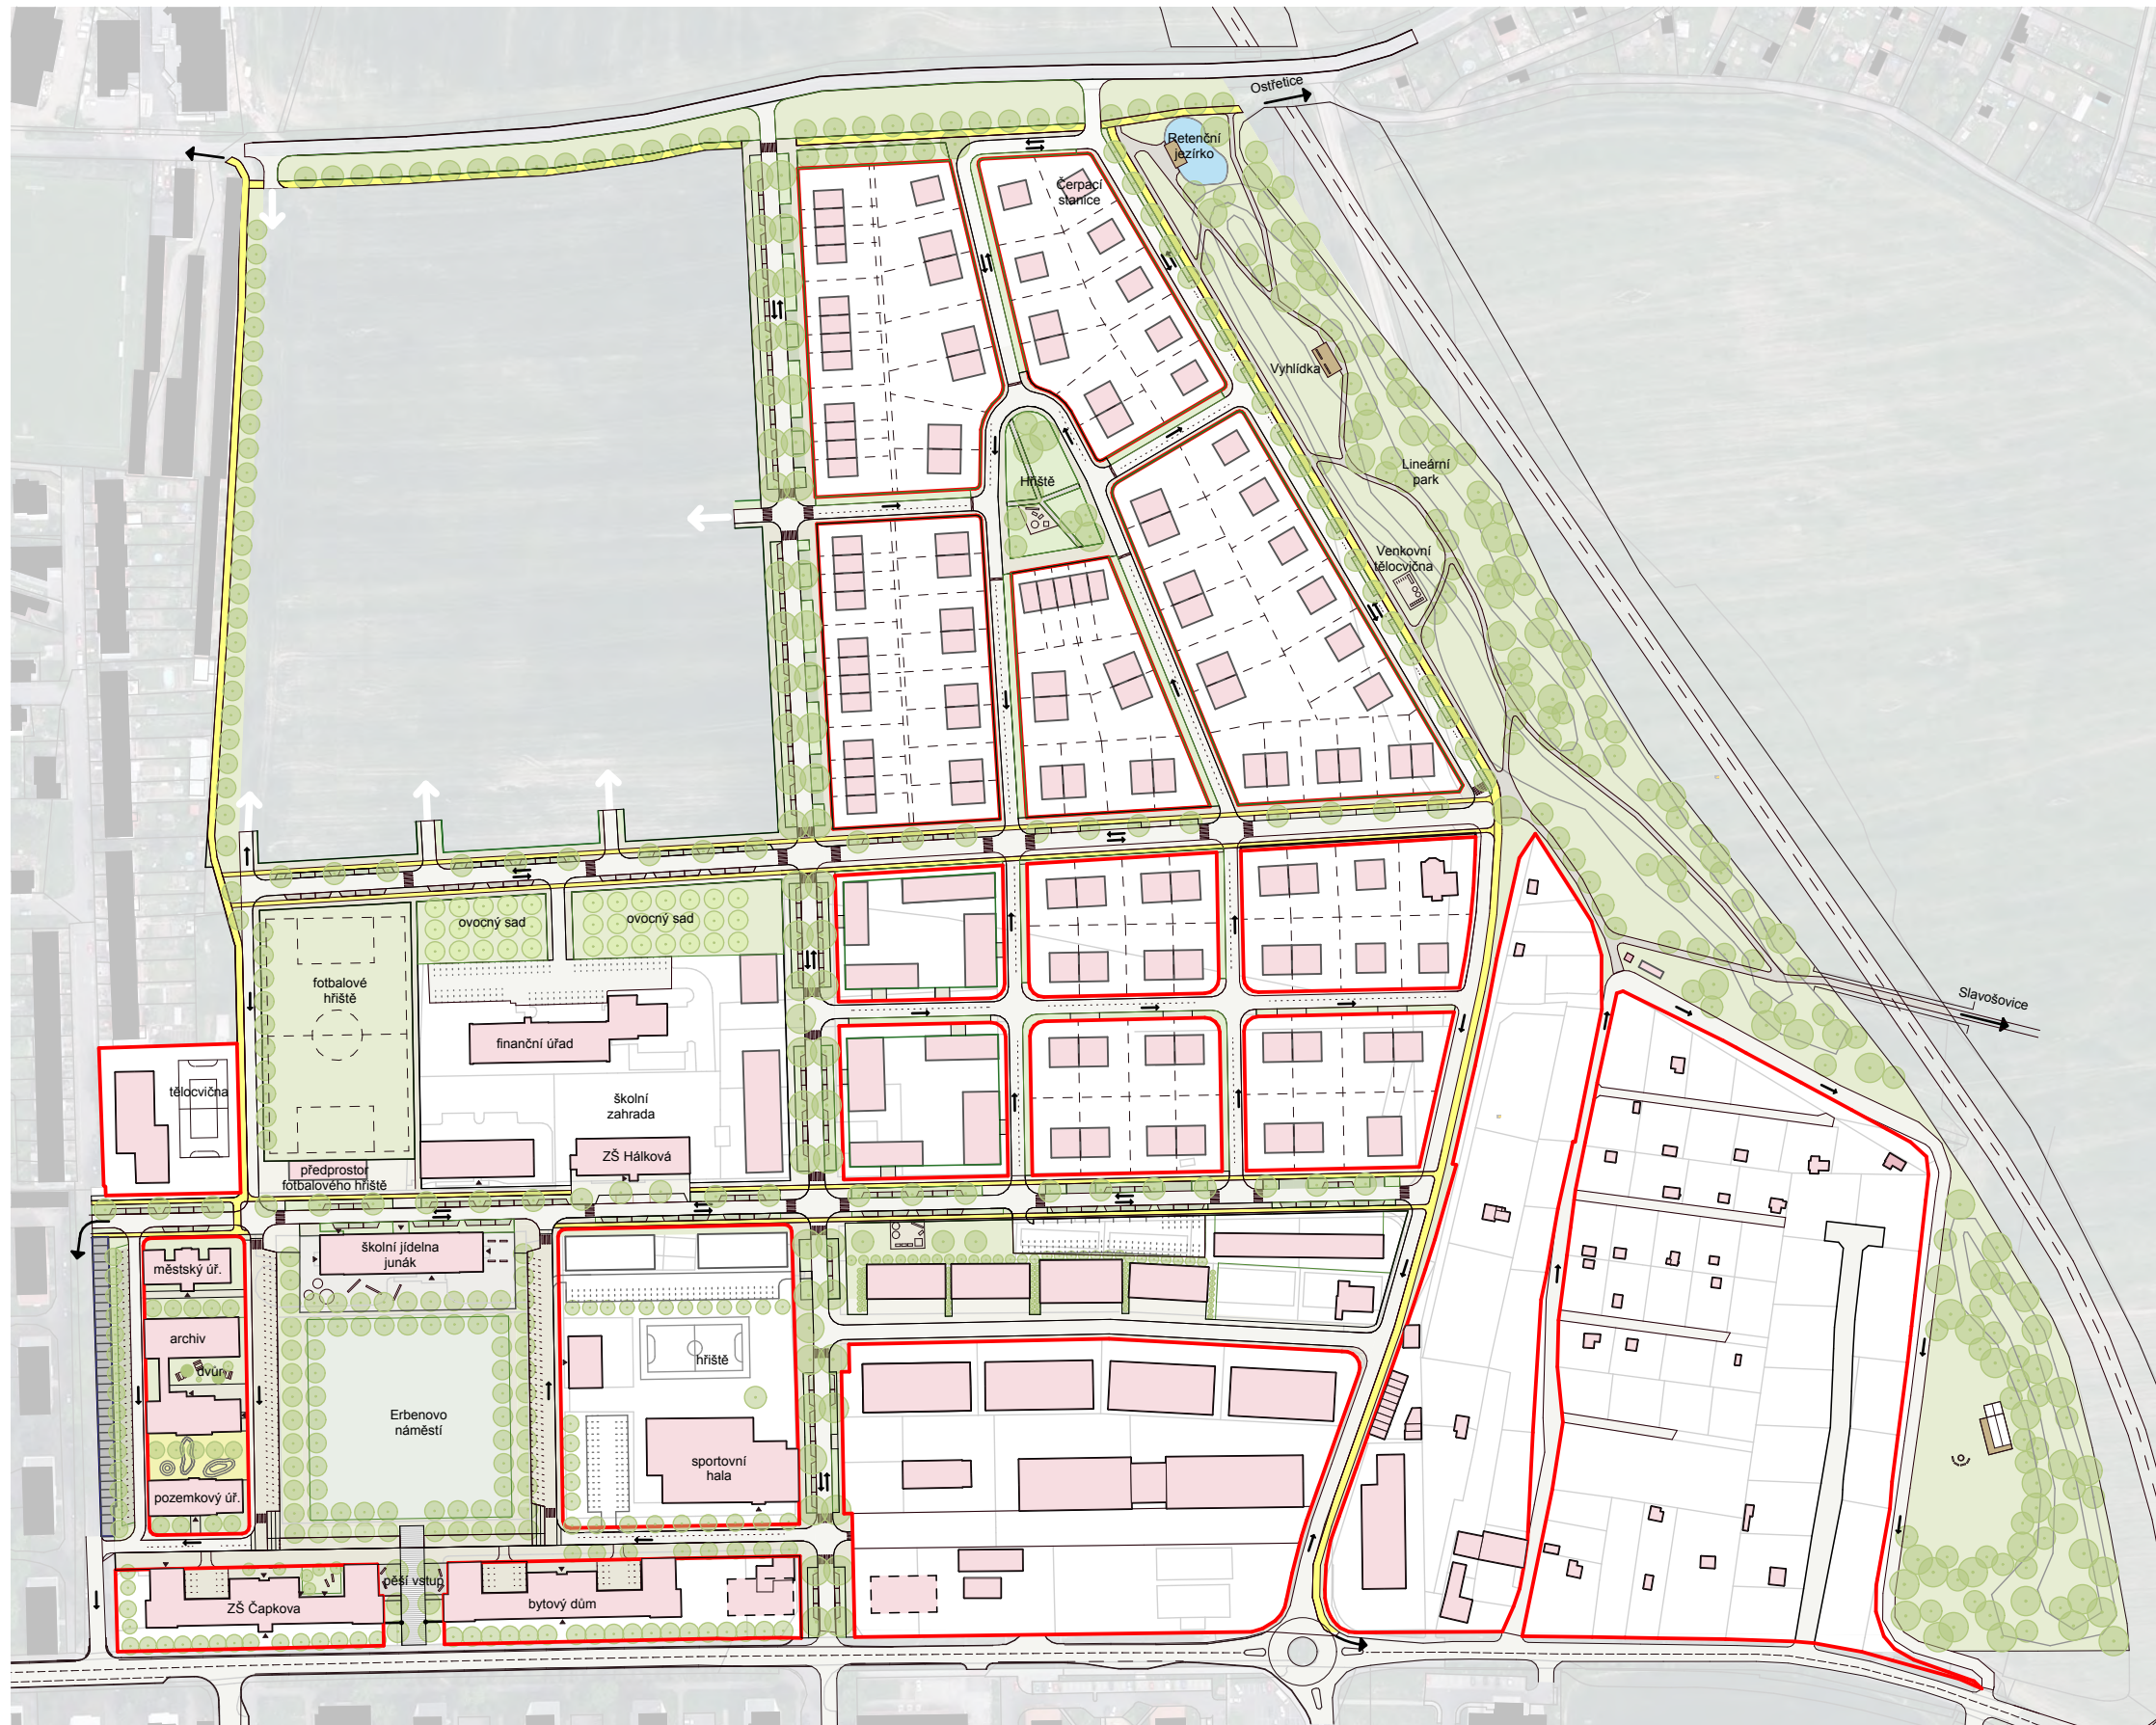 Ostřetice
Retenční
jezírko
Čerpací
stanice
Vyhlídka
Lineární
park
Hřiště
Venkovní
tělocvična
ovocný sad
ovocný sad
fotbalové
hřiště
Slavošovice
finanční úřad
tělocvična
školní
zahrada
ZŠ Hálková
předprostor
fotbalového hřiště
školní jídelna
junák
městský úř.
archiv
dvůr
hřiště
Erbenovo
náměstí
sportovní
hala
pozemkový úř.
pěší vstup
ZŠ Čapkova
bytový dům